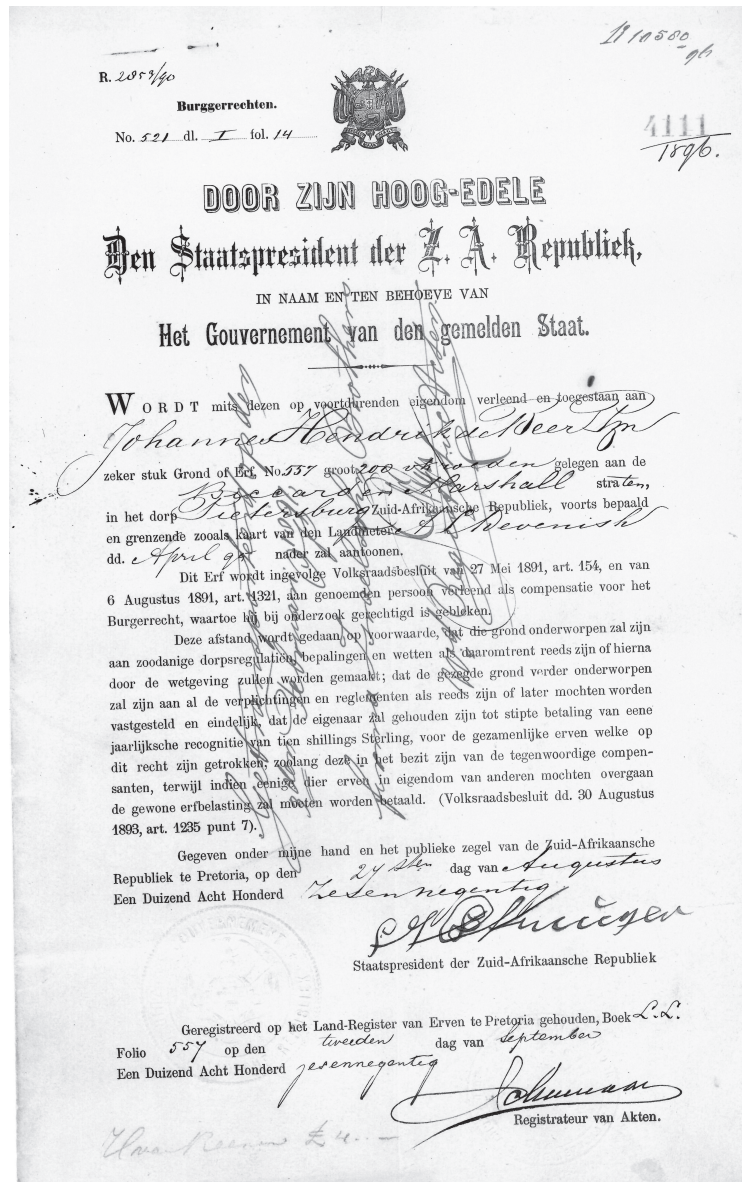 10580
96
R. 2853/90
Burggerrechten.
No. 521 dl. I fol. 14
4111
1896.
DOOR ZIJN HOOG-EDELE
Den Staatspresident der Z. A. Republiek,
IN NAAM EN TEN BEHOEVE VAN
Het Gouvernement van den gemelden Staat.
WORDT mits dezen op voortdurenden eigendom verleend en toegestaan aan
Johannes Hendrik de Beer
zeker stuk Grond of Erf, No. 557 groot 200 vk roeden gelegen aan de
en Marshall straten,
in het dorp Pietersburg Zuid-Afrikaansche Republiek, voorts bepaald
en grenzende zooals kaart van den Landmeter A L Devenish
dd. April 90 nader zal aantoonen.
Dit Erf wordt ingevolge Volksraadsbesluit van 27 Mei 1891, art. 154, en van
6 Augustus 1891, art. 1321, aan genoemden persoon verleend als compensatie voor het
Burgerrecht, waartoe hij bij onderzoek gerechtigd is gebleken.
Deze afstand wordt gedaan op voorwaarde, dat die grond onderworpen zal zijn
aan zoodanige dorpsregulatiën, bepalingen en wetten als daaromtrent reeds zijn of hierna
door de wetgeving zullen worden gemaakt; dat de gezegde grond verder onderworpen
zal zijn aan al de verplichtingen en reglementen als reeds zijn of later mochten worden
vastgesteld en eindelijk, dat de eigenaar zal gehouden zijn tot stipte betaling van eene
jaarlijksche recognitie van tien shillings Sterling, voor de gezamenlijke erven welke op
dit recht zijn getrokken; zoolang deze in het bezit zijn van de tegenwoordige compen-
santen, terwijl indien eenige dier erven in eigendom van anderen mochten overgaan
de gewone erfbelasting zal moeten worden betaald. (Volksraadsbesluit dd. 30 Augustus
1893, art. 1235 punt 7).
Gegeven onder mijne hand en het publieke zegel van de Zuid-Afrikaansche
Republiek te Pretoria, op den 24sten dag van Augustus
Een Duizend Acht Honderd Zesennegentig
Kruger
Staatspresident der Zuid-Afrikaansche Republiek
Geregistreerd op het Land-Register van Erven te Pretoria gehouden, Boek L.L.
Folio 557 op den tweeden dag van September
Een Duizend Acht Honderd zesennegentig
Registrateur van Akten.
£4